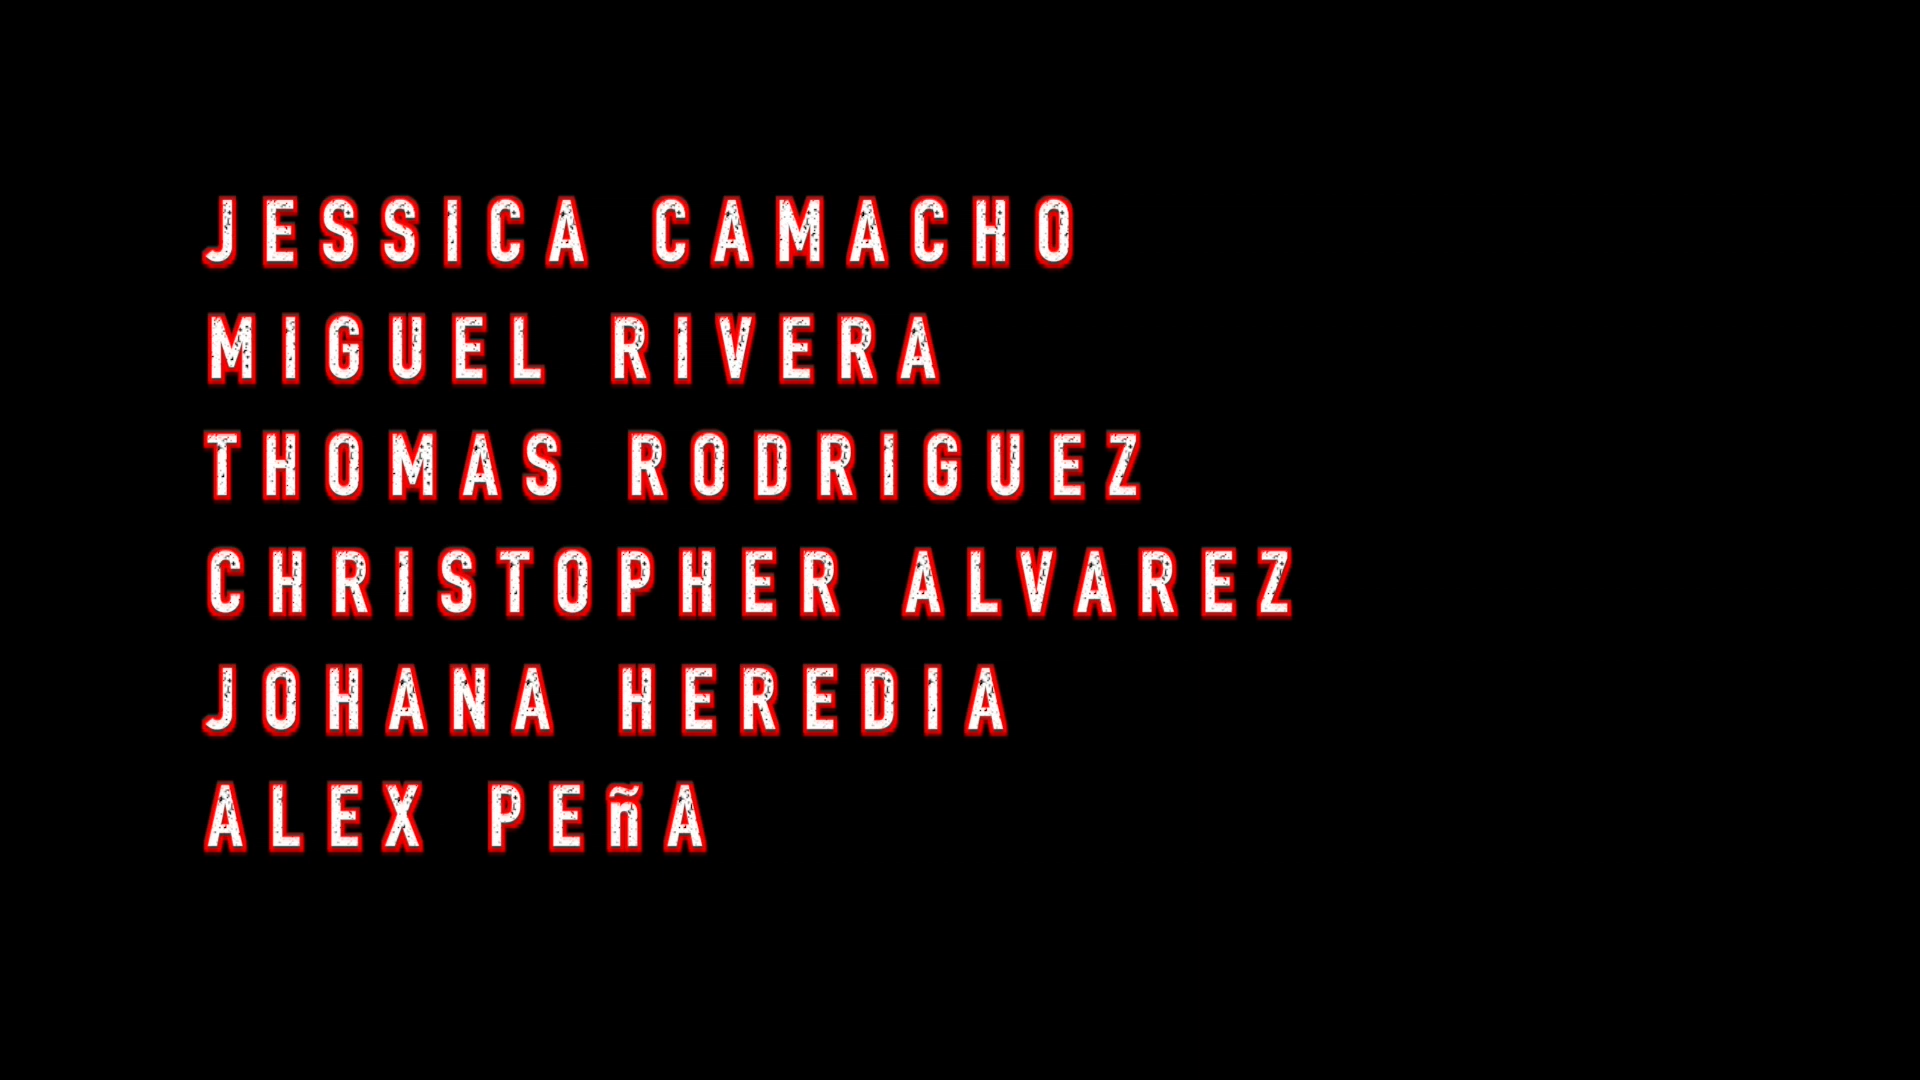 JESSICA CAMACHO
MIGUEL RIVERA
THOMAS RODRIGUEZ
CHRISTOPHER ALVAREZ
JOHANA HEREDIA
ALEX PEñA